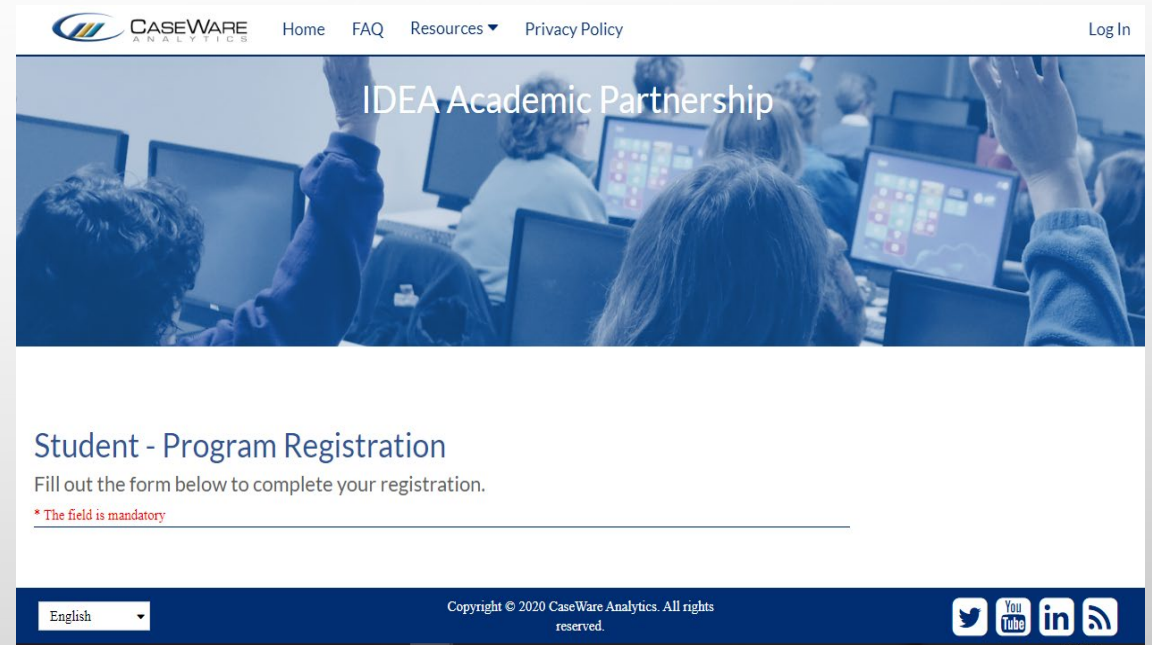 CASEWARE
ANALYTICS
Home FAQ Resources Privacy Policy Log In
IDEA Academic Partnership
Student - Program Registration
Fill out the form below to complete your registration.
* The field is mandatory
English
Copyright © 2020 CaseWare Analytics. All rights
reserved.
You
Tube
in